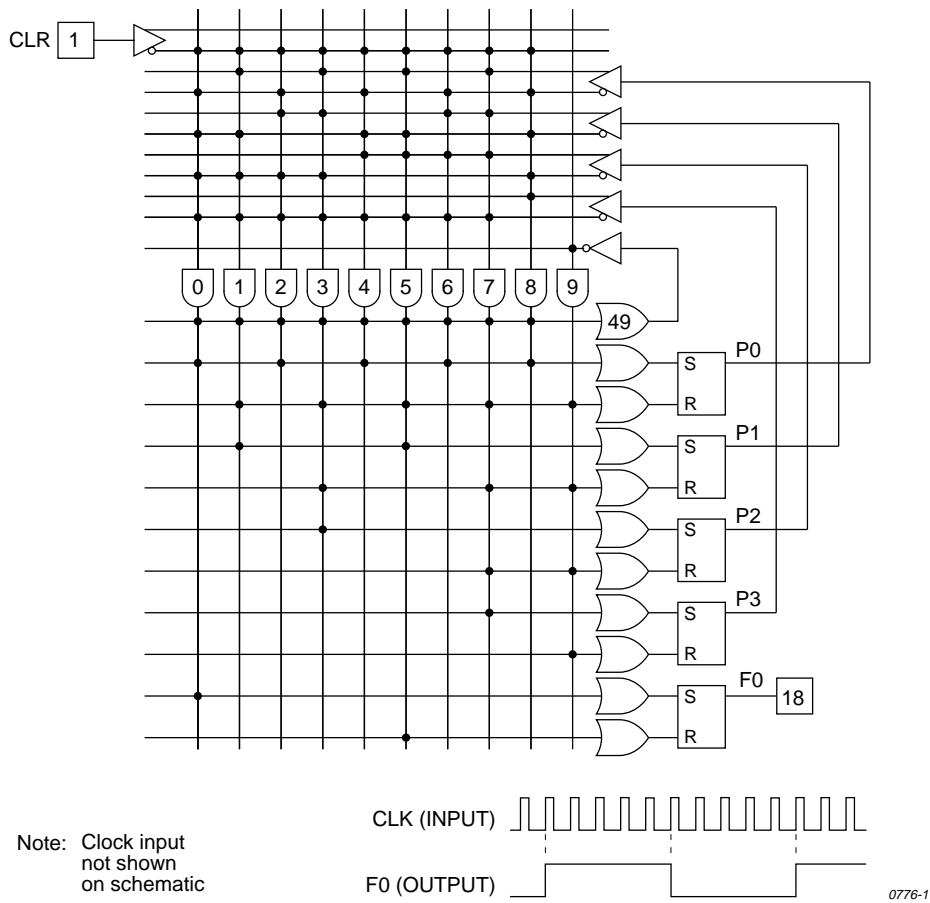 CLR 1
0 1 2 3 4 5 6 7 8 9
49
P0
S
R
P1
S
R
P2
S
R
P3
S
R
F0
S 18
R
CLK (INPUT)
Note: Clock input
not shown
on schematic
F0 (OUTPUT)
0776-1